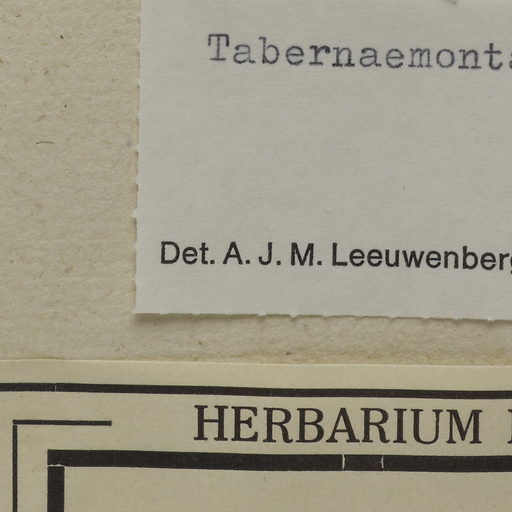 Tabernaemonta
Det. A. J. M. Leeuwenberg
HERBARIUM